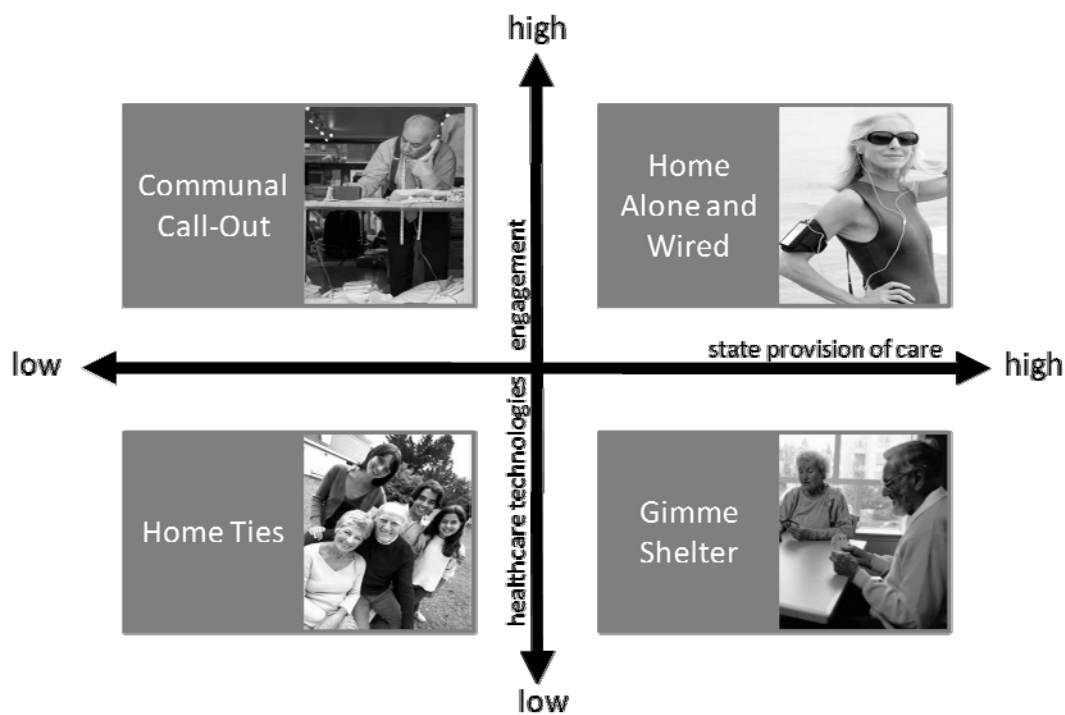 high
Communal
Call-Out
Home
Alone and
Wired
healthcare technologies engagement
state provision of care
low
high
Home Ties
Gimme
Shelter
low